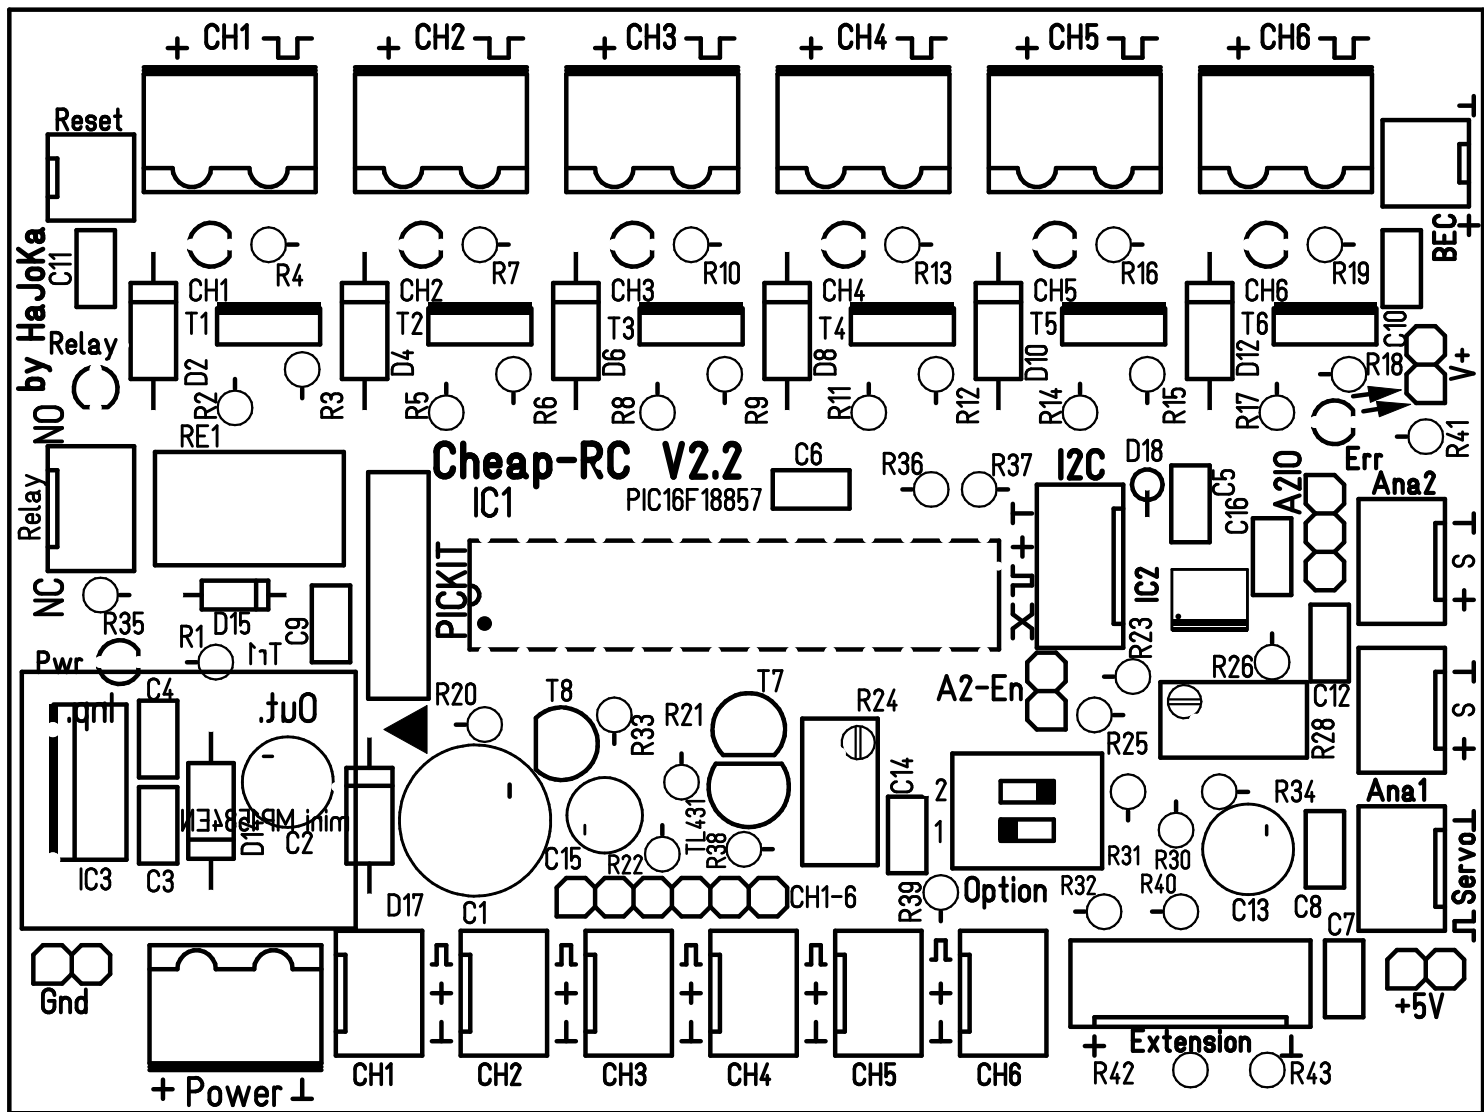 + CH1
+ CH2
+ CH3
+ CH4
+ CH5
+ CH6
Reset
BEC
+
by HaJoKa
C11
R4
R7
R10
R13
R16
R19
CH1
CH2
CH3
CH4
CH5
CH6
T1
T2
T3
T4
T5
T6
C10
Relay
D2
D4
D6
D8
D10
D12
R18
V+
R2
R3
R5
R6
R8
R9
R11
R12
R14
R15
R17
R41
NO
RE1
Cheap-RC V2.2
C6
R36
R37
I2C
D18
Err
Relay
IC1
PIC16F18857
C5
C16
A2IO
Ana2
PICKIT
X
+
IC2
S
+
NC
R35
D15
C9
R1
Tr1
R23
Pwr
R26
C12
Inp.
C4
Out.
R20
T8
R33
R21
T7
R24
A2-En
R25
R28
S
+
mini MP1584EN
C14
2
1
R34
Ana1
IC3
C3
D1
C2
C15
R22
TL431
R38
R31
R30
D17
C1
CH1-6
R39
Option
R32
R40
C13
C8
Servo
C7
Gnd
+
+
+
+
+
+5V
+ Power
CH1
CH2
CH3
CH4
CH5
CH6
+ Extension
R42
R43